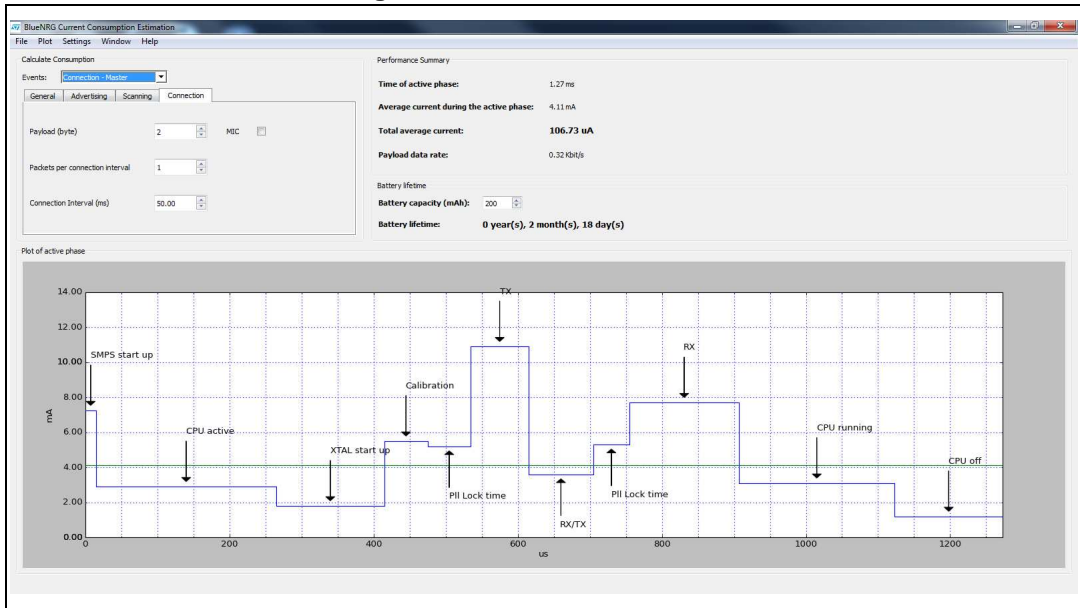 BlueNRG Current Consumption Estimation
File Plot Settings Window Help
Calculate Consumption
Events: Connection - Master
General Advertising Scanning Connection
Payload (byte) 2 MIC
Packets per connection interval 1
Connection Interval (ms) 50.00
Performance Summary
Time of active phase: 1.27 ms
Average current during the active phase: 4.11 mA
Total average current: 106.73 uA
Payload data rate: 0.32 Kbit/s
Battery lifetime
Battery capacity (mAh): 200
Battery lifetime: 0 year(s), 2 month(s), 18 day(s)
Plot of active phase
14.00
12.00
10.00
8.00
6.00
4.00
2.00
0.00
mA
SMPS start up
CPU active
XTAL start up
Calibration
Pll Lock time
TX
RX/TX
Pll Lock time
RX
CPU running
CPU off
0 200 400 600 800 1000 1200
us